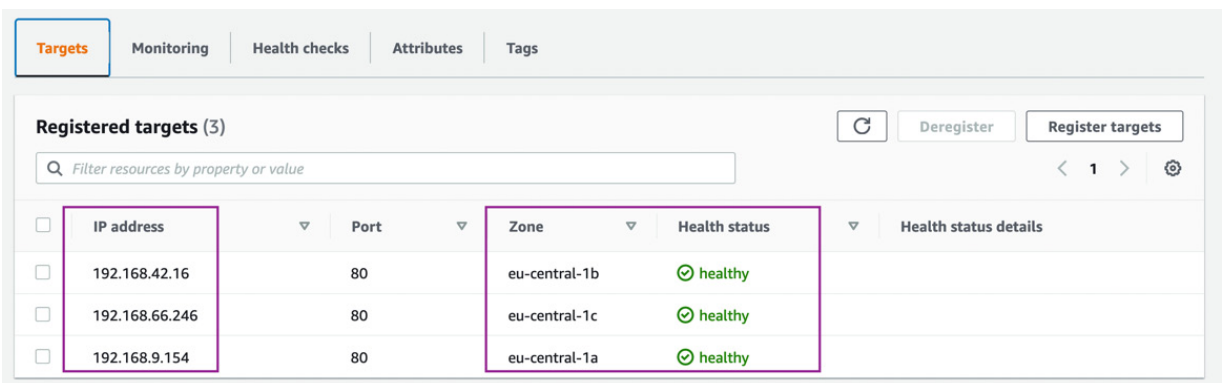 Targets Monitoring Health checks Attributes Tags
Registered targets (3) Deregister Register targets
Filter resources by property or value 1
IP address Port Zone Health status Health status details
192.168.42.16 80 eu-central-1b healthy
192.168.66.246 80 eu-central-1c healthy
192.168.9.154 80 eu-central-1a healthy